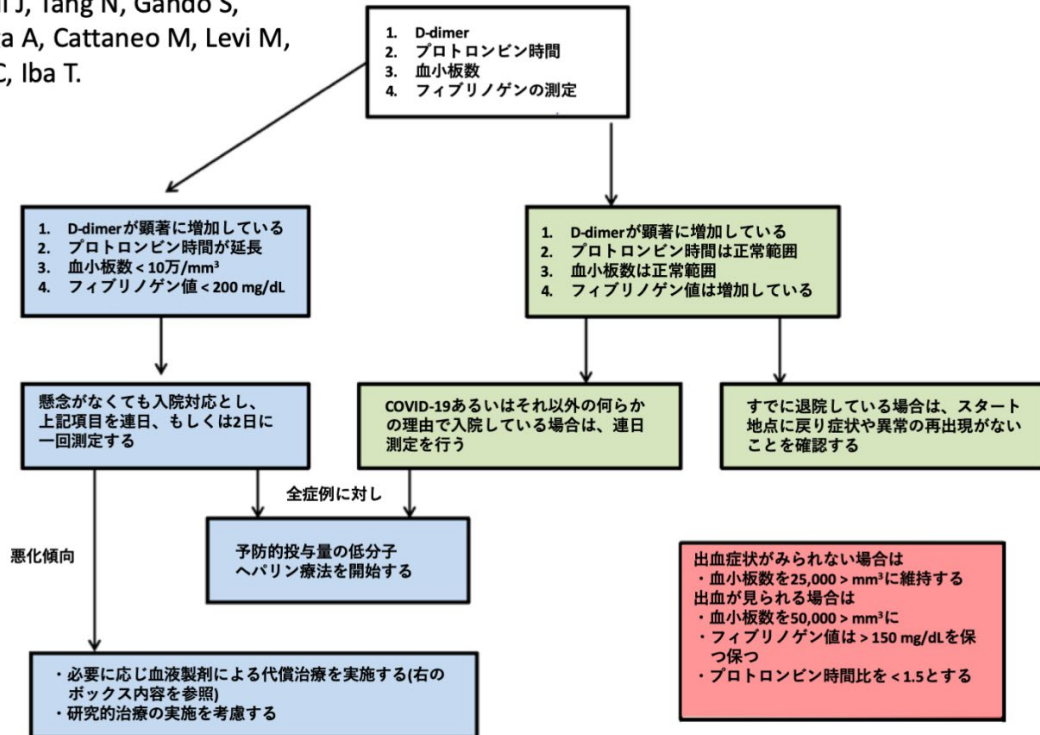 J, Tang N, Gando S,
A, Cattaneo M, Levi M,
C, Iba T.
1. D-dimer
2. プロトロンビン時間
3. 血小板数
4. フィブリノゲンの測定
1. D-dimerが顕著に増加している
2. プロトロンビン時間が延長
3. 血小板数 < 10万/mm³
4. フィブリノゲン値 < 200 mg/dL
1. D-dimerが顕著に増加している
2. プロトロンビン時間は正常範囲
3. 血小板数は正常範囲
4. フィブリノゲン値は増加している
懸念がなくても入院対応とし、
上記項目を連日、もしくは2日に
一回測定する
COVID-19あるいはそれ以外の何らか
の理由で入院している場合は、連日
測定を行う
すでに退院している場合は、スタート
地点に戻り症状や異常の再出現がない
ことを確認する
全症例に対し
悪化傾向
予防的投与量の低分子
ヘパリン療法を開始する
出血症状がみられない場合は
・血小板数を25,000 > mm³に維持する
出血が見られる場合は
・血小板数を50,000 > mm³に
・フィブリノゲン値は > 150 mg/dLを保
つ保つ
・プロトロンビン時間比を < 1.5とする
・必要に応じ血液製剤による代償治療を実施する(右の
ボックス内容を参照)
・研究的治療の実施を考慮する